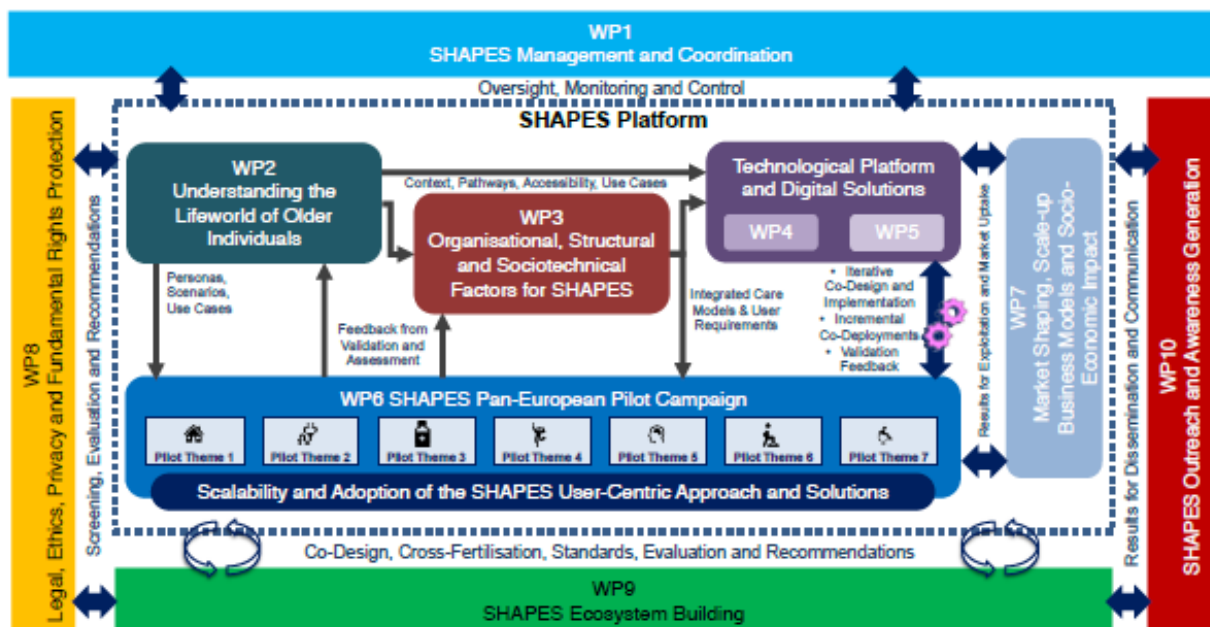 WP1
SHAPES Management and Coordination
Oversight, Monitoring and Control
WP8
Legal, Ethics, Privacy and Fundamental Rights Protection
Screening, Evaluation and Recommendations
SHAPES Platform
WP2
Understanding the
Lifeworld of Older
Individuals
Context, Pathways, Accessibility, Use Cases
WP3
Organisational, Structural
and Sociotechnical
Factors for SHAPES
Technological Platform
and Digital Solutions
WP4
WP5
Personas,
Scenarios,
Use Cases
Feedback from
Validation and
Assessment
Integrated Care
Models & User
Requirements
• Iterative
Co-Design and
Implementation
• Incremental
Co-Deployments
• Validation
Feedback
WP6 SHAPES Pan-European Pilot Campaign
Pilot Theme 1
Pilot Theme 2
Pilot Theme 3
Pilot Theme 4
Pilot Theme 5
Pilot Theme 6
Pilot Theme 7
Scalability and Adoption of the SHAPES User-Centric Approach and Solutions
Results for Exploitation and Market Uptake
WP7
Market Shaping, Scale-up
Business Models and Socio-
Economic Impact
Results for Dissemination and Communication
WP10
SHAPES Outreach and Awareness Generation
Co-Design, Cross-Fertilisation, Standards, Evaluation and Recommendations
WP9
SHAPES Ecosystem Building